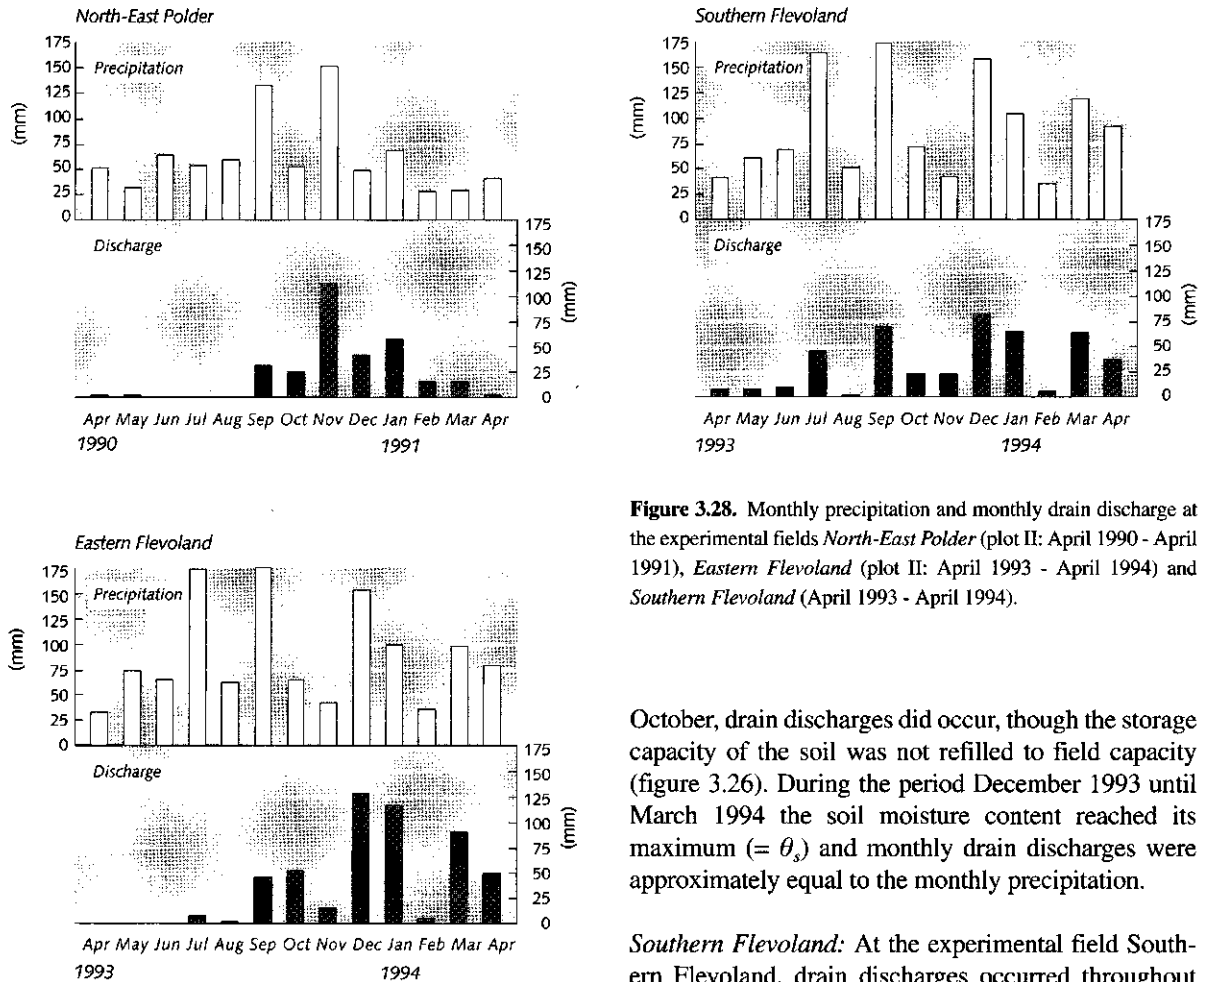 North-East Polder
175
150
125
100
75
50
25
0
(mm)
Precipitation
Discharge
175
150
125
100
75
50
25
0
(mm)
Apr May Jun Jul Aug Sep Oct Nov Dec Jan Feb Mar Apr
1990 1991
Southern Flevoland
175
150
125
100
75
50
25
0
(mm)
Precipitation
Discharge
175
150
125
100
75
50
25
0
(mm)
Apr May Jun Jul Aug Sep Oct Nov Dec Jan Feb Mar Apr
1993 1994
Eastern Flevoland
175
150
125
100
75
50
25
0
(mm)
Precipitation
Discharge
175
150
125
100
75
50
25
0
(mm)
Apr May Jun Jul Aug Sep Oct Nov Dec Jan Feb Mar Apr
1993 1994
Figure 3.28. Monthly precipitation and monthly drain discharge at
the experimental fields North-East Polder (plot II: April 1990 - April
1991), Eastern Flevoland (plot II: April 1993 - April 1994) and
Southern Flevoland (April 1993 - April 1994).
October, drain discharges did occur, though the storage
capacity of the soil was not refilled to field capacity
(figure 3.26). During the period December 1993 until
March 1994 the soil moisture content reached its
maximum (= θs) and monthly drain discharges were
approximately equal to the monthly precipitation.
Southern Flevoland: At the experimental field South-
ern Flevoland, drain discharges occurred throughout